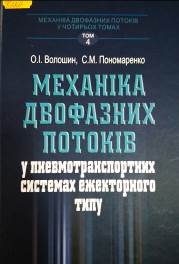 МЕХАНІКА ДВОФАЗНИХ ПОТОКІВ
У ЧОТИРЬОХ ТОМАХ
ТОМ
4
О.І. Волошин, С.М. Пономаренко
МЕХАНІКА
ДВОФАЗНИХ
ПОТОКІВ
у пневмотранспортних
системах ежекторного
типу